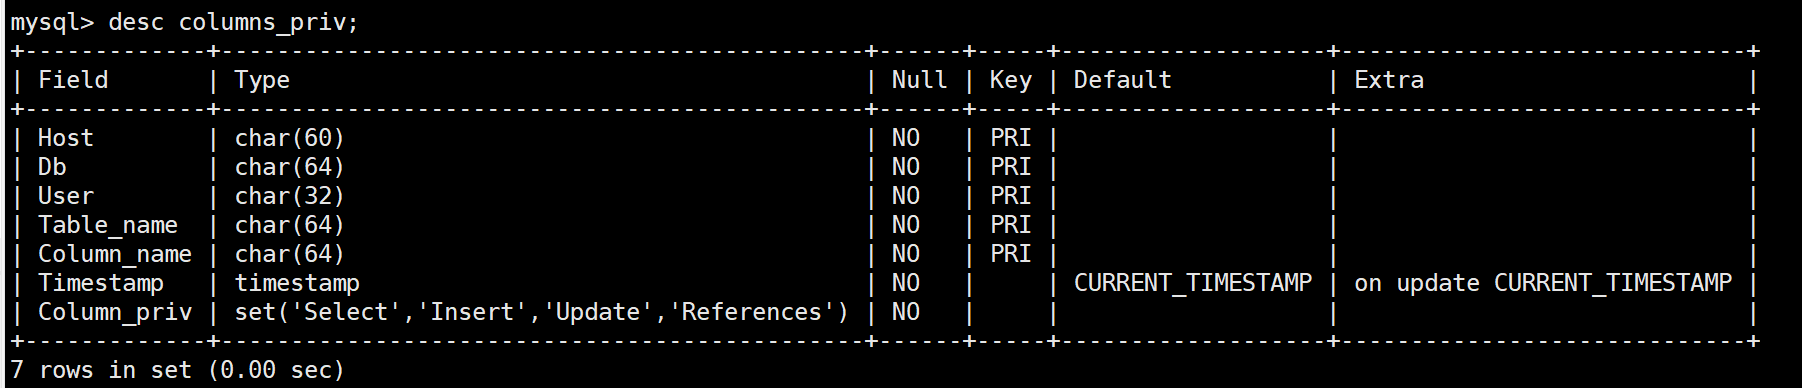 mysql> desc columns_priv;
+-------------+----------------------------------------------+------+-----+-------------------+-----------------------------+
| Field       | Type                                         | Null | Key | Default           | Extra                       |
+-------------+----------------------------------------------+------+-----+-------------------+-----------------------------+
| Host        | char(60)                                     | NO   | PRI |                   |                             |
| Db          | char(64)                                     | NO   | PRI |                   |                             |
| User        | char(32)                                     | NO   | PRI |                   |                             |
| Table_name  | char(64)                                     | NO   | PRI |                   |                             |
| Column_name | char(64)                                     | NO   | PRI |                   |                             |
| Timestamp   | timestamp                                    | NO   |     | CURRENT_TIMESTAMP | on update CURRENT_TIMESTAMP |
| Column_priv | set('Select','Insert','Update','References') | NO   |     |                   |                             |
+-------------+----------------------------------------------+------+-----+-------------------+-----------------------------+
7 rows in set (0.00 sec)